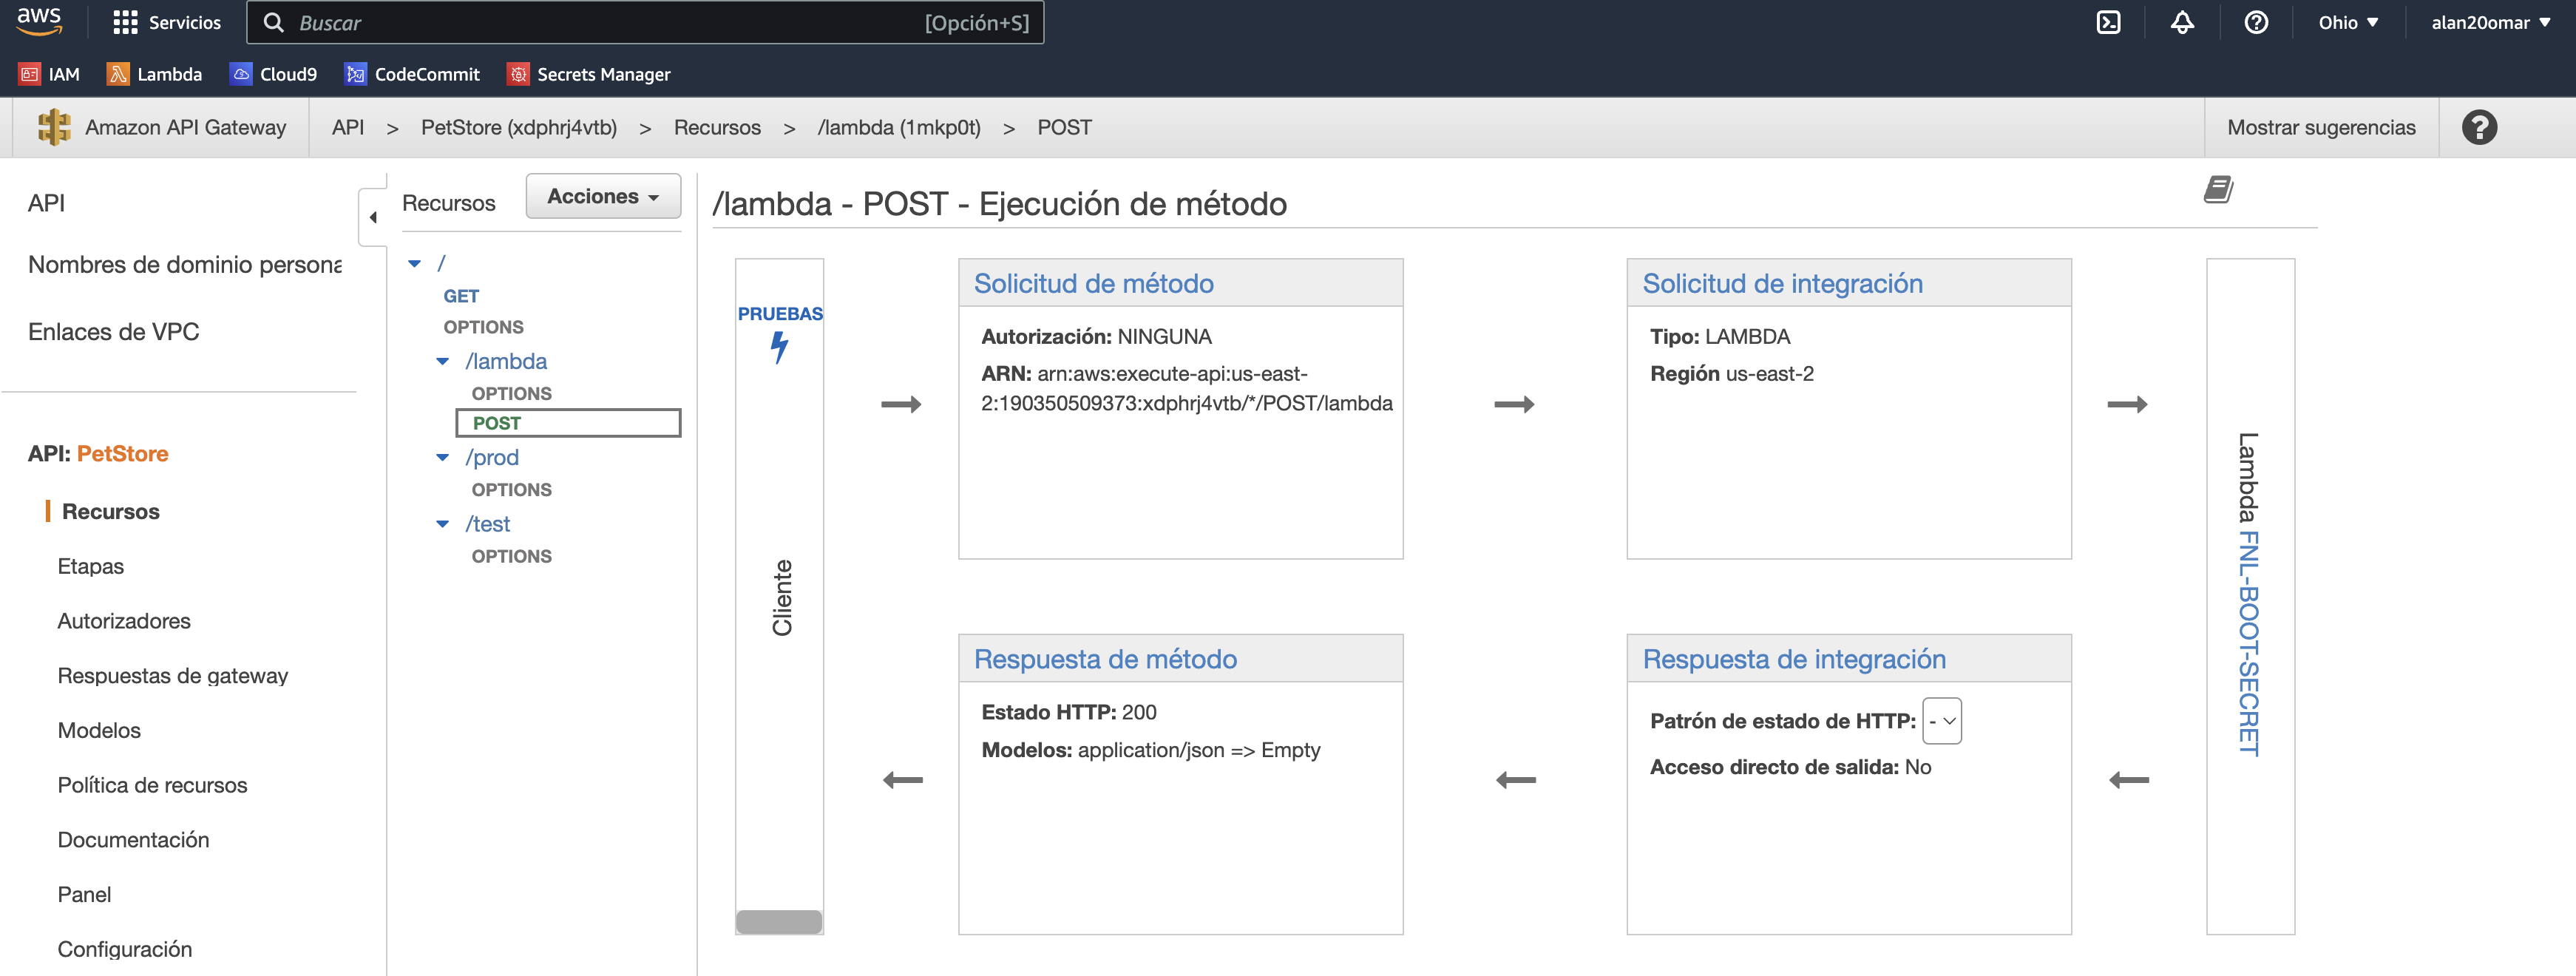 aws
Servicios
Buscar
[Opción+S]
Ohio
alan20omar
IAM
Lambda
Cloud9
CodeCommit
Secrets Manager
Amazon API Gateway
API > PetStore (xdphrj4vtb) > Recursos > /lambda (1mkp0t) > POST
Mostrar sugerencias
?
API
Nombres de dominio persona
Enlaces de VPC
API: PetStore
Recursos
Etapas
Autorizadores
Respuestas de gateway
Modelos
Política de recursos
Documentación
Panel
Configuración
Recursos
Acciones
/
GET
OPTIONS
/lambda
OPTIONS
POST
/prod
OPTIONS
/test
OPTIONS
/lambda - POST - Ejecución de método
PRUEBAS
Cliente
Solicitud de método
Autorización: NINGUNA
ARN: arn:aws:execute-api:us-east-
2:190350509373:xdphrj4vtb/*/POST/lambda
Solicitud de integración
Tipo: LAMBDA
Región us-east-2
Lambda FNL-BOOT-SECRET
Respuesta de método
Estado HTTP: 200
Modelos: application/json => Empty
Respuesta de integración
Patrón de estado de HTTP: -
Acceso directo de salida: No